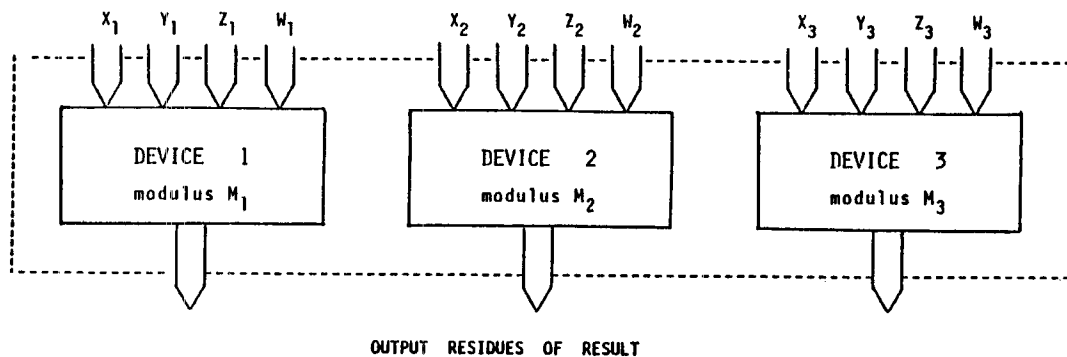 X₁ Y₁ Z₁ W₁ X₂ Y₂ Z₂ W₂ X₃ Y₃ Z₃ W₃
DEVICE 1 DEVICE 2 DEVICE 3
modulus M₁ modulus M₂ modulus M₃
OUTPUT RESIDUES OF RESULT